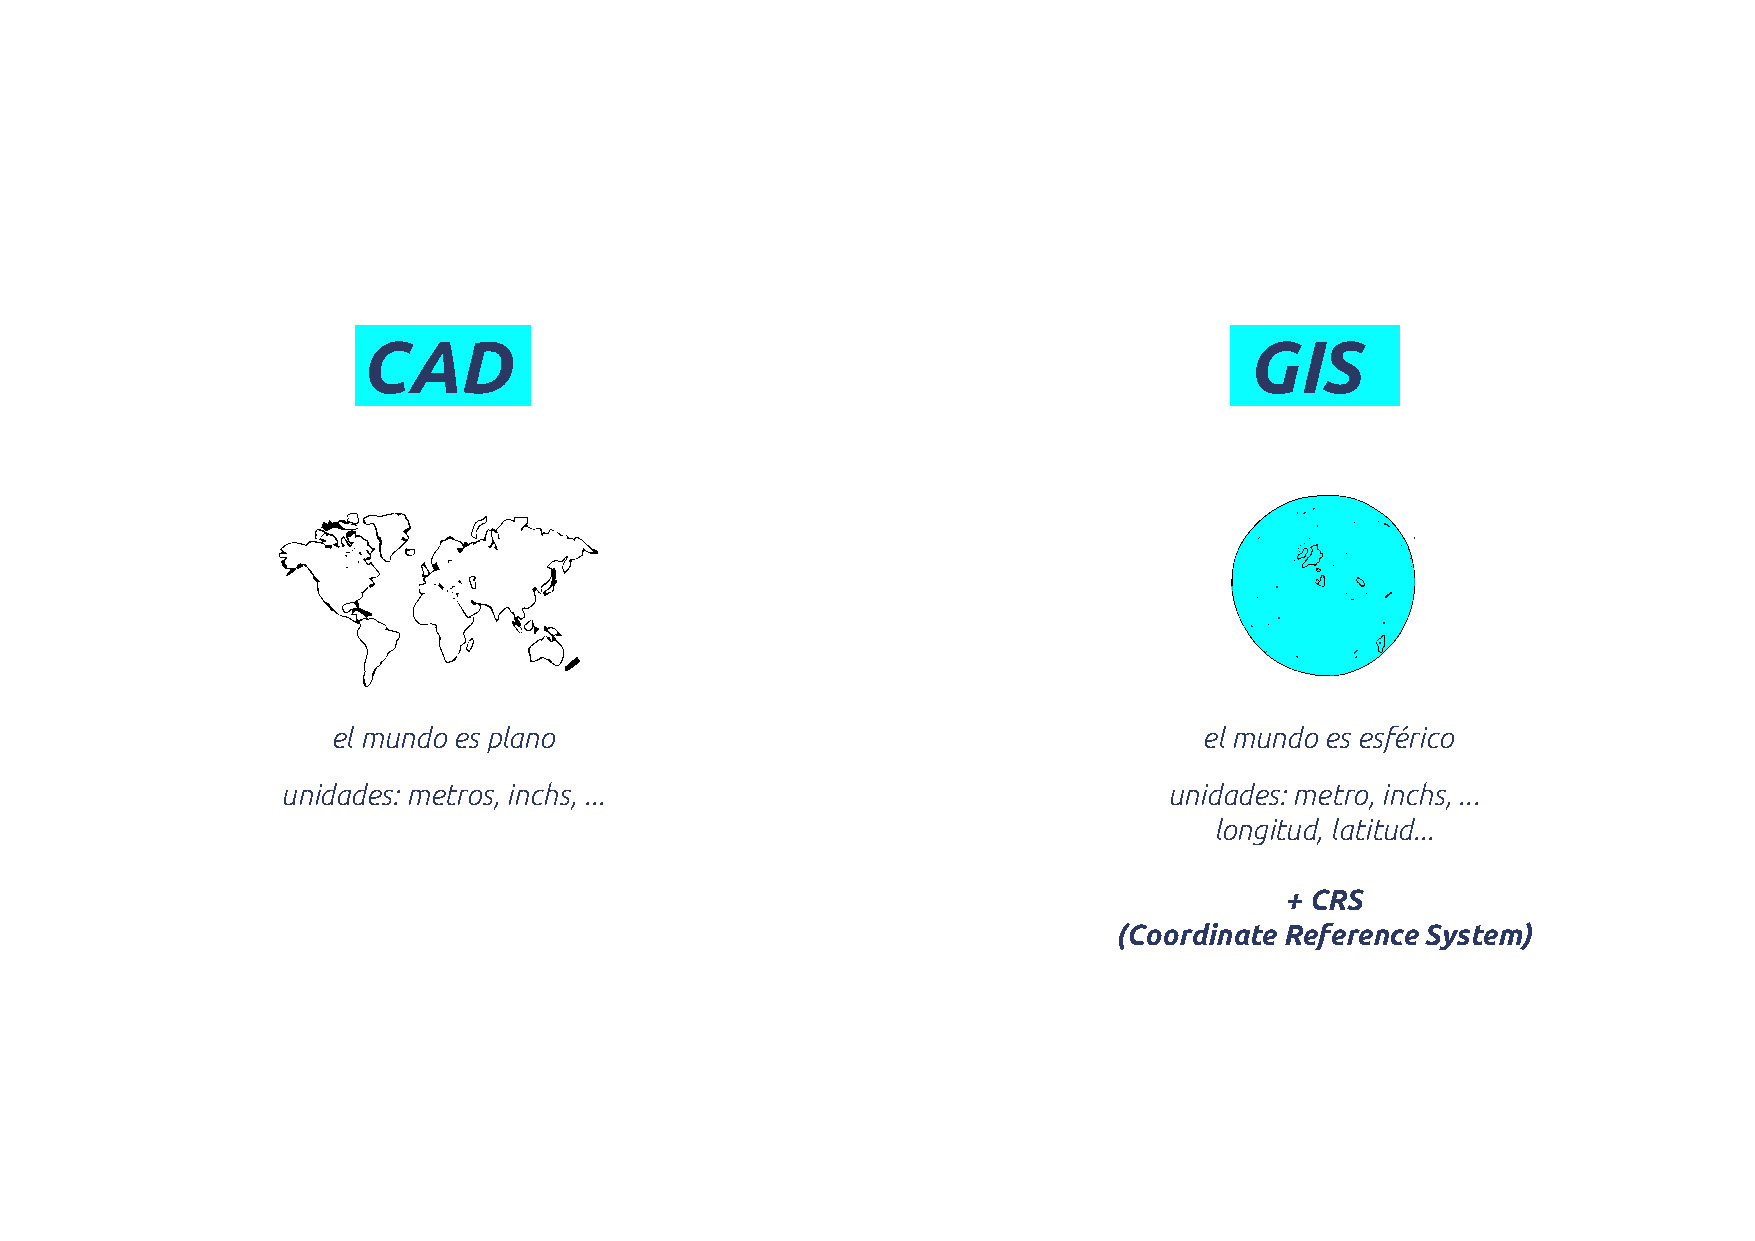 CAD
el mundo es plano
unidades: metros, inchs, ...
GIS
el mundo es esférico
unidades: metro, inchs, ...
longitud, latitud...
+ CRS
(Coordinate Reference System)